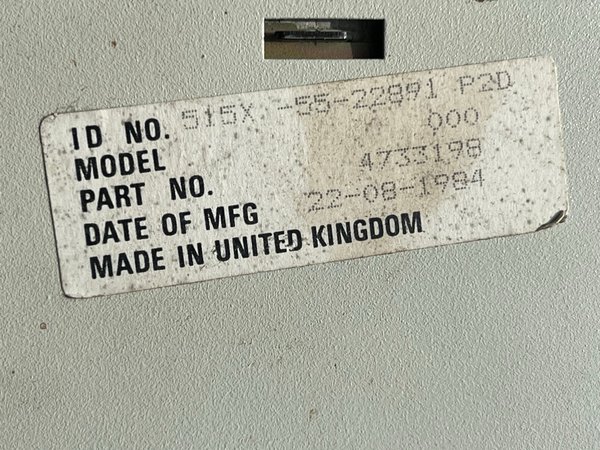 ID NO. 515X -55-22891 P2D
MODEL 000
PART NO. 4733198
DATE OF MFG 22-08-1984
MADE IN UNITED KINGDOM